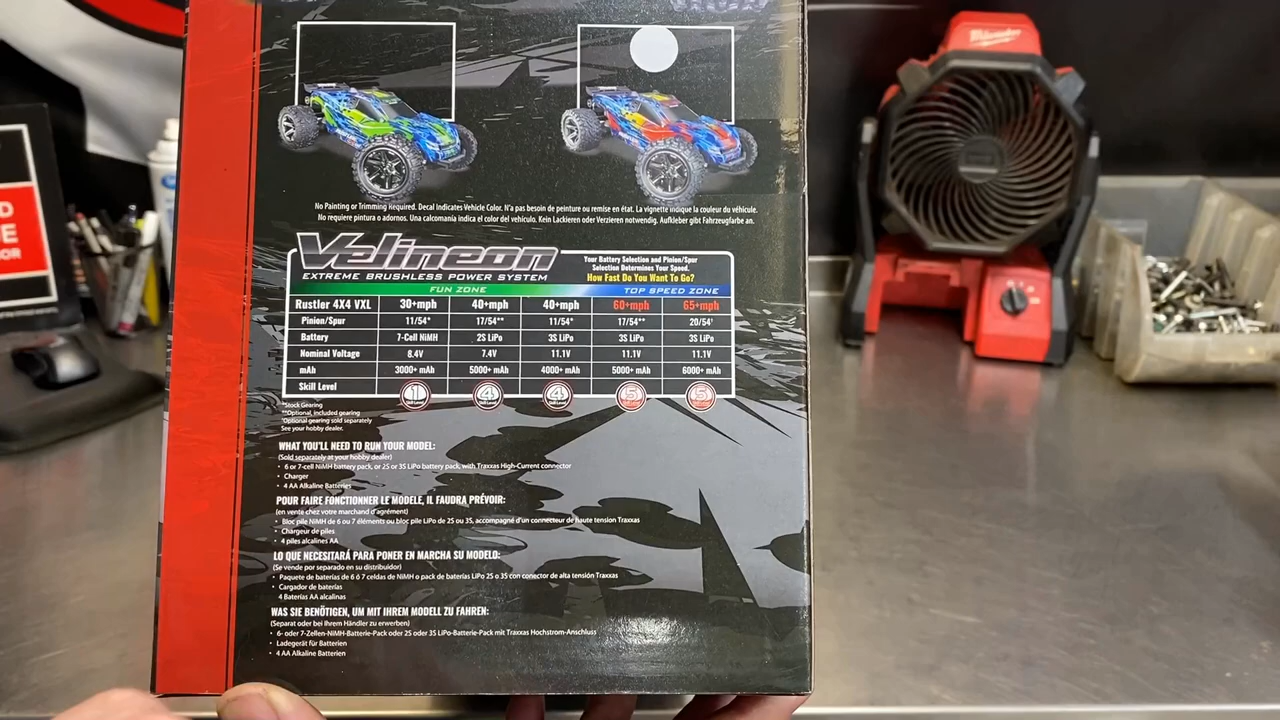 Milwaukee
D
E
OR
No Painting or Trimming Required. Decal Indicates Vehicle Color. N'a pas besoin de peinture ou remise en état. La vignette indique la couleur du véhicule.
No requiere pintura o adornos. Una calcomanía indica el color del vehículo. Kein Lackieren oder Verzieren notwendig. Aufkleber gibt Fahrzeugfarbe an.
Velineon
EXTREME BRUSHLESS POWER SYSTEM
Your Battery Selection and Pinion/Spur
Selection Determines Your Speed.
How Fast Do You Want To Go?
FUN ZONE TOP SPEED ZONE
Rustler 4X4 VXL 30+mph 40+mph 40+mph 60+mph 65+mph
Pinion/Spur 11/54* 17/54** 11/54* 17/54** 20/54†
Battery 7-Cell NiMH 2S LiPo 3S LiPo 3S LiPo 3S LiPo
Nominal Voltage 8.4V 7.4V 11.1V 11.1V 11.1V
mAh 3000+ mAh 5000+ mAh 4000+ mAh 5000+ mAh 6000+ mAh
Skill Level 1 4 4 5 5
*Stock Gearing
**Optional, included gearing
†Optional gearing sold separately
See your hobby dealer.
WHAT YOU'LL NEED TO RUN YOUR MODEL:
(Sold separately at your hobby dealer)
• 6 or 7-cell NiMH battery pack, or 2S or 3S LiPo battery pack, with Traxxas High-Current connector
• Charger
• 4 AA Alkaline Batteries
POUR FAIRE FONCTIONNER LE MODELE, IL FAUDRA PRÉVOIR:
(en vente chez votre marchand d'agrément)
• Bloc pile NiMH de 6 ou 7 éléments ou bloc pile LiPo de 2S ou 3S, accompagné d'un connecteur de haute tension Traxxas
• Chargeur de piles
• 4 piles alcalines AA
LO QUE NECESITARÁ PARA PONER EN MARCHA SU MODELO:
(Se vende por separado en su distribuidor)
• Paquete de baterías de 6 ó 7 celdas de NiMH o pack de baterías LiPo 2S o 3S con conector de alta tensión Traxxas
• Cargador de baterías
4 Baterías AA alcalinas
WAS SIE BENÖTIGEN, UM MIT IHREM MODELL ZU FAHREN:
(Separat oder bei Ihrem Händler zu erwerben)
• 6- oder 7-Zellen-NiMH-Batterie-Pack oder 2S oder 3S LiPo-Batterie-Pack mit Traxxas Hochstrom-Anschluss
• Ladegerät für Batterien
• 4 AA Alkaline Batterien